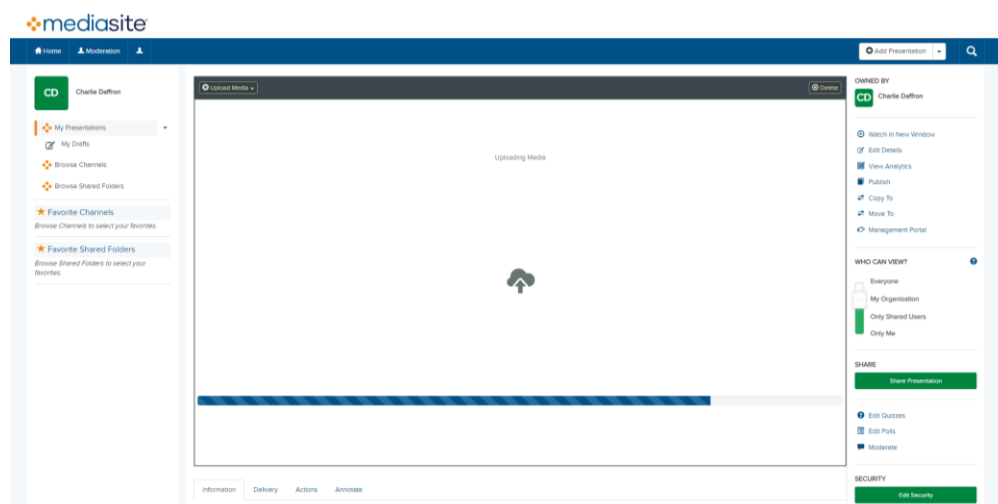 mediasite
Home Moderation Add Presentation
CD Charlie Daffron
My Presentations
My Drafts
Browse Channels
Browse Shared Folders
Favorite Channels
Browse Channels to select your favorites.
Favorite Shared Folders
Browse Shared Folders to select your
favorites.
Upload Media Delete
Uploading Media
Information Delivery Actions Annotate
OWNED BY
CD Charlie Daffron
Watch in New Window
Edit Details
View Analytics
Publish
Copy To
Move To
Management Portal
WHO CAN VIEW?
Everyone
My Organization
Only Shared Users
Only Me
SHARE
Share Presentation
Edit Quizzes
Edit Polls
Moderate
SECURITY
Edit Security